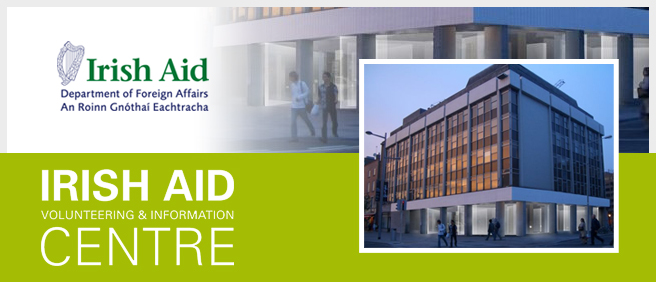 Irish Aid
Department of Foreign Affairs
An Roinn Gnóthaí Eachtracha
IRISH AID
VOLUNTEERING & INFORMATION
CENTRE